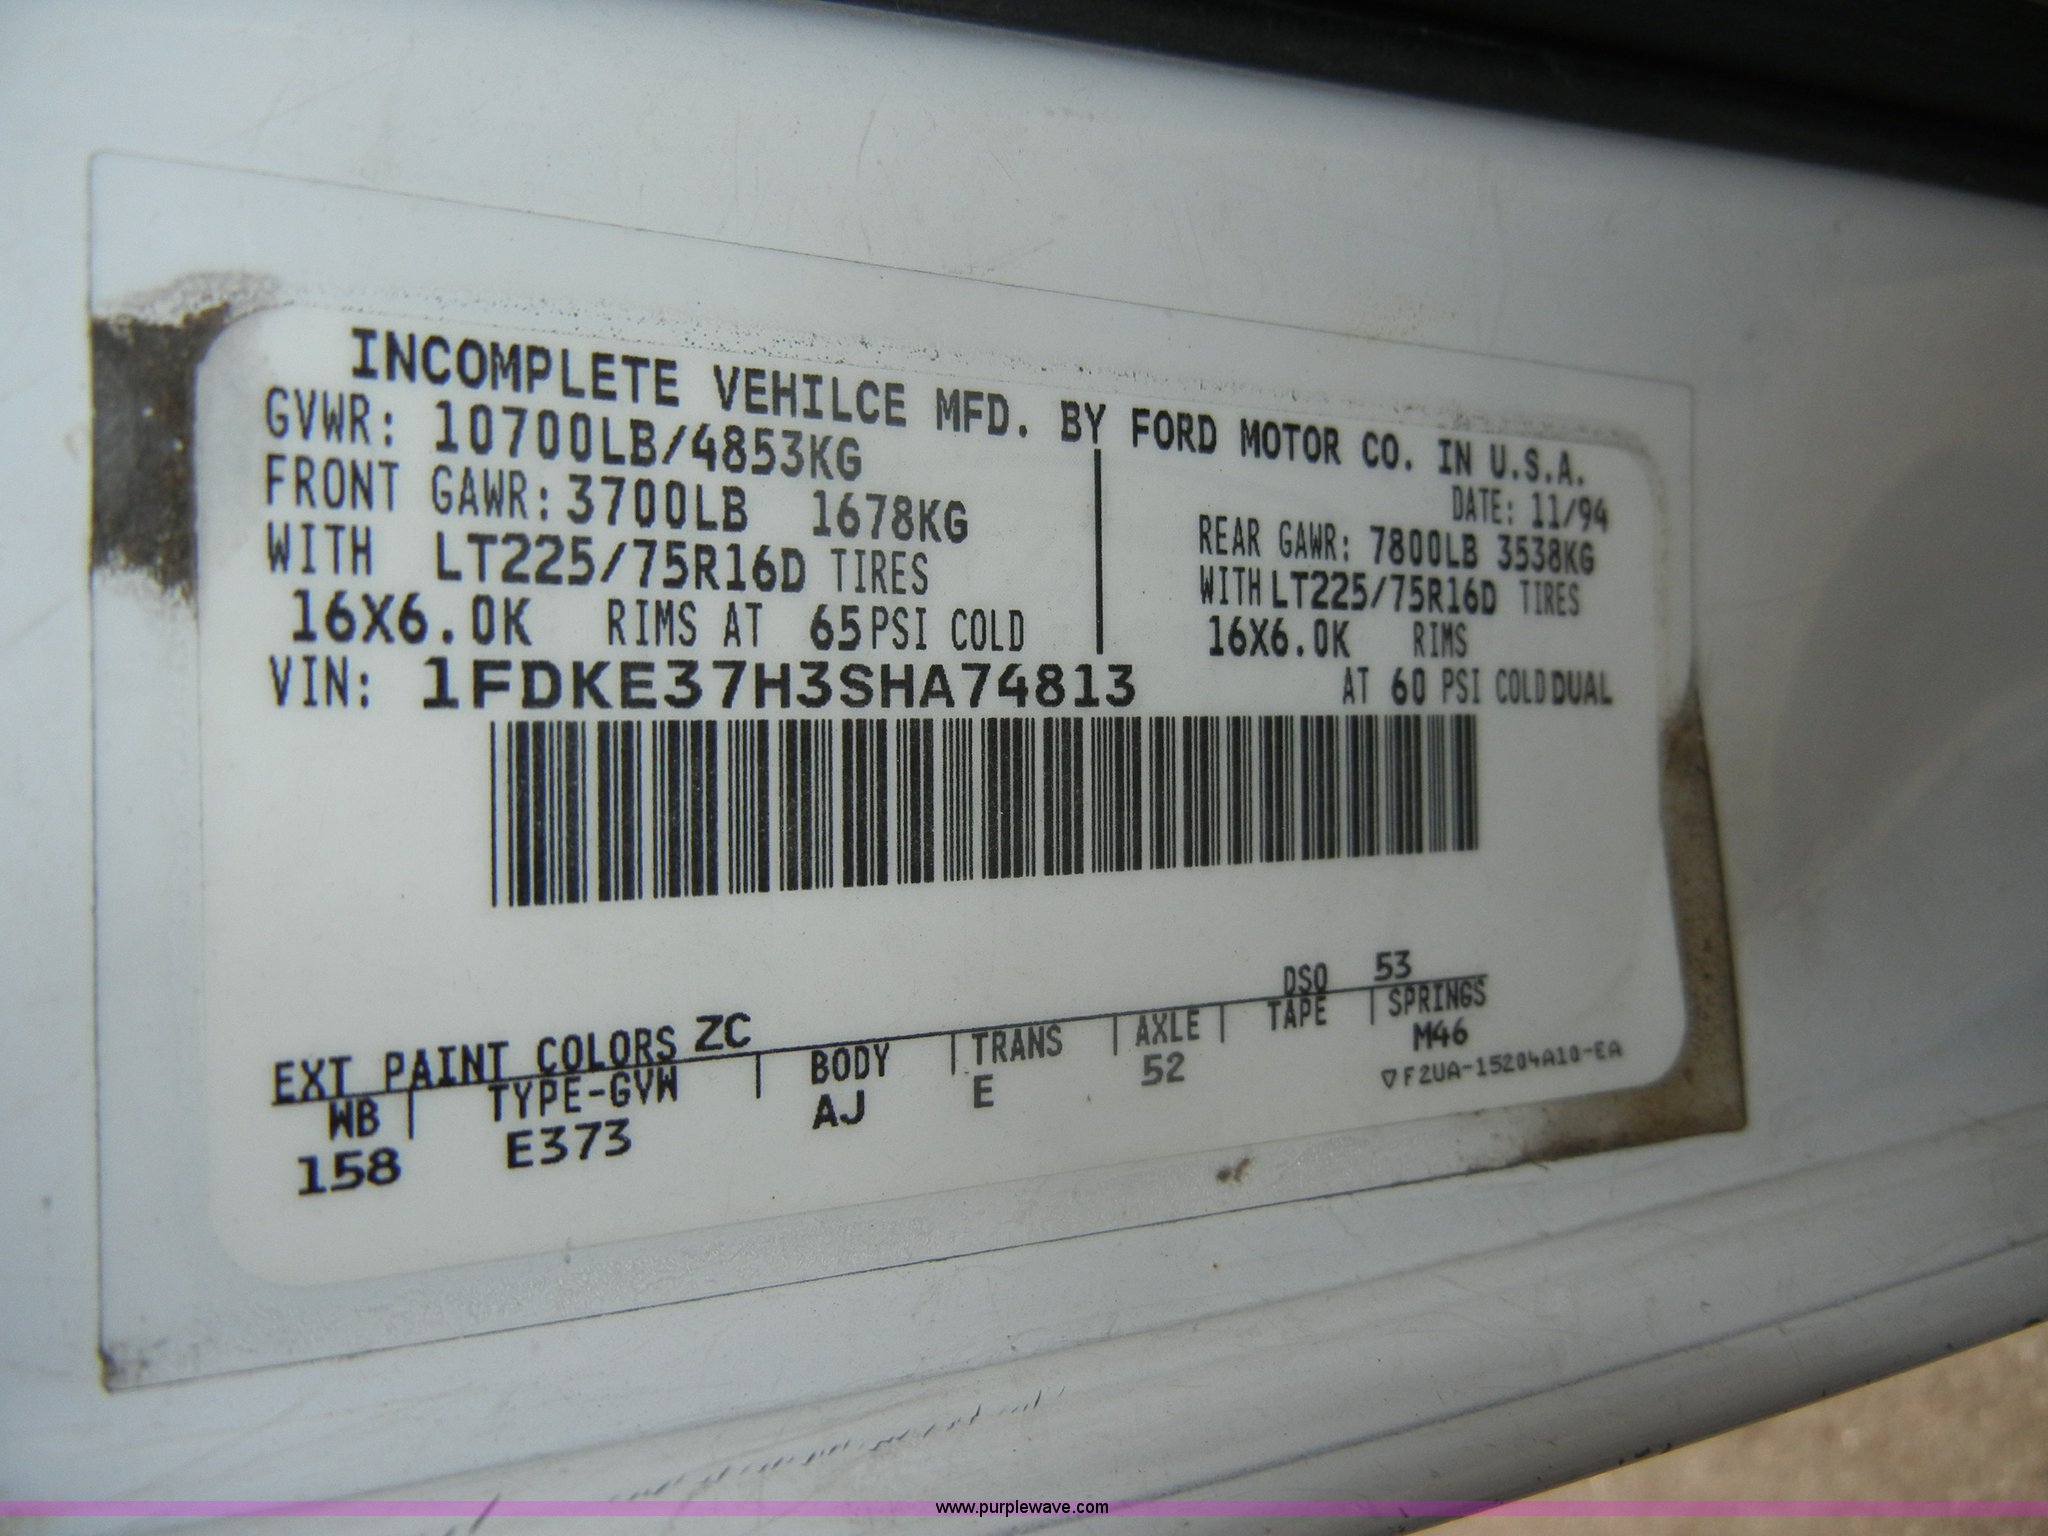 INCOMPLETE VEHILCE MFD. BY FORD MOTOR CO. IN U.S.A.
GVWR: 10700LB/4853KG
DATE: 11/94
FRONT GAWR: 3700LB 1678KG
WITH LT225/75R16D TIRES
16X6.0K RIMS AT 65 PSI COLD
REAR GAWR: 7800LB 3538KG
WITH LT225/75R16D TIRES
16X6.0K RIMS
AT 60 PSI COLD DUAL
VIN: 1FDKE37H3SHA74813
EXT PAINT COLORS ZC
DSO 53
WB | TYPE-GVW | BODY | TRANS | AXLE | TAPE | SPRINGS
158 E373 AJ E 52 M46
▽F2UA-15204A10-EA
www.purplewave.com